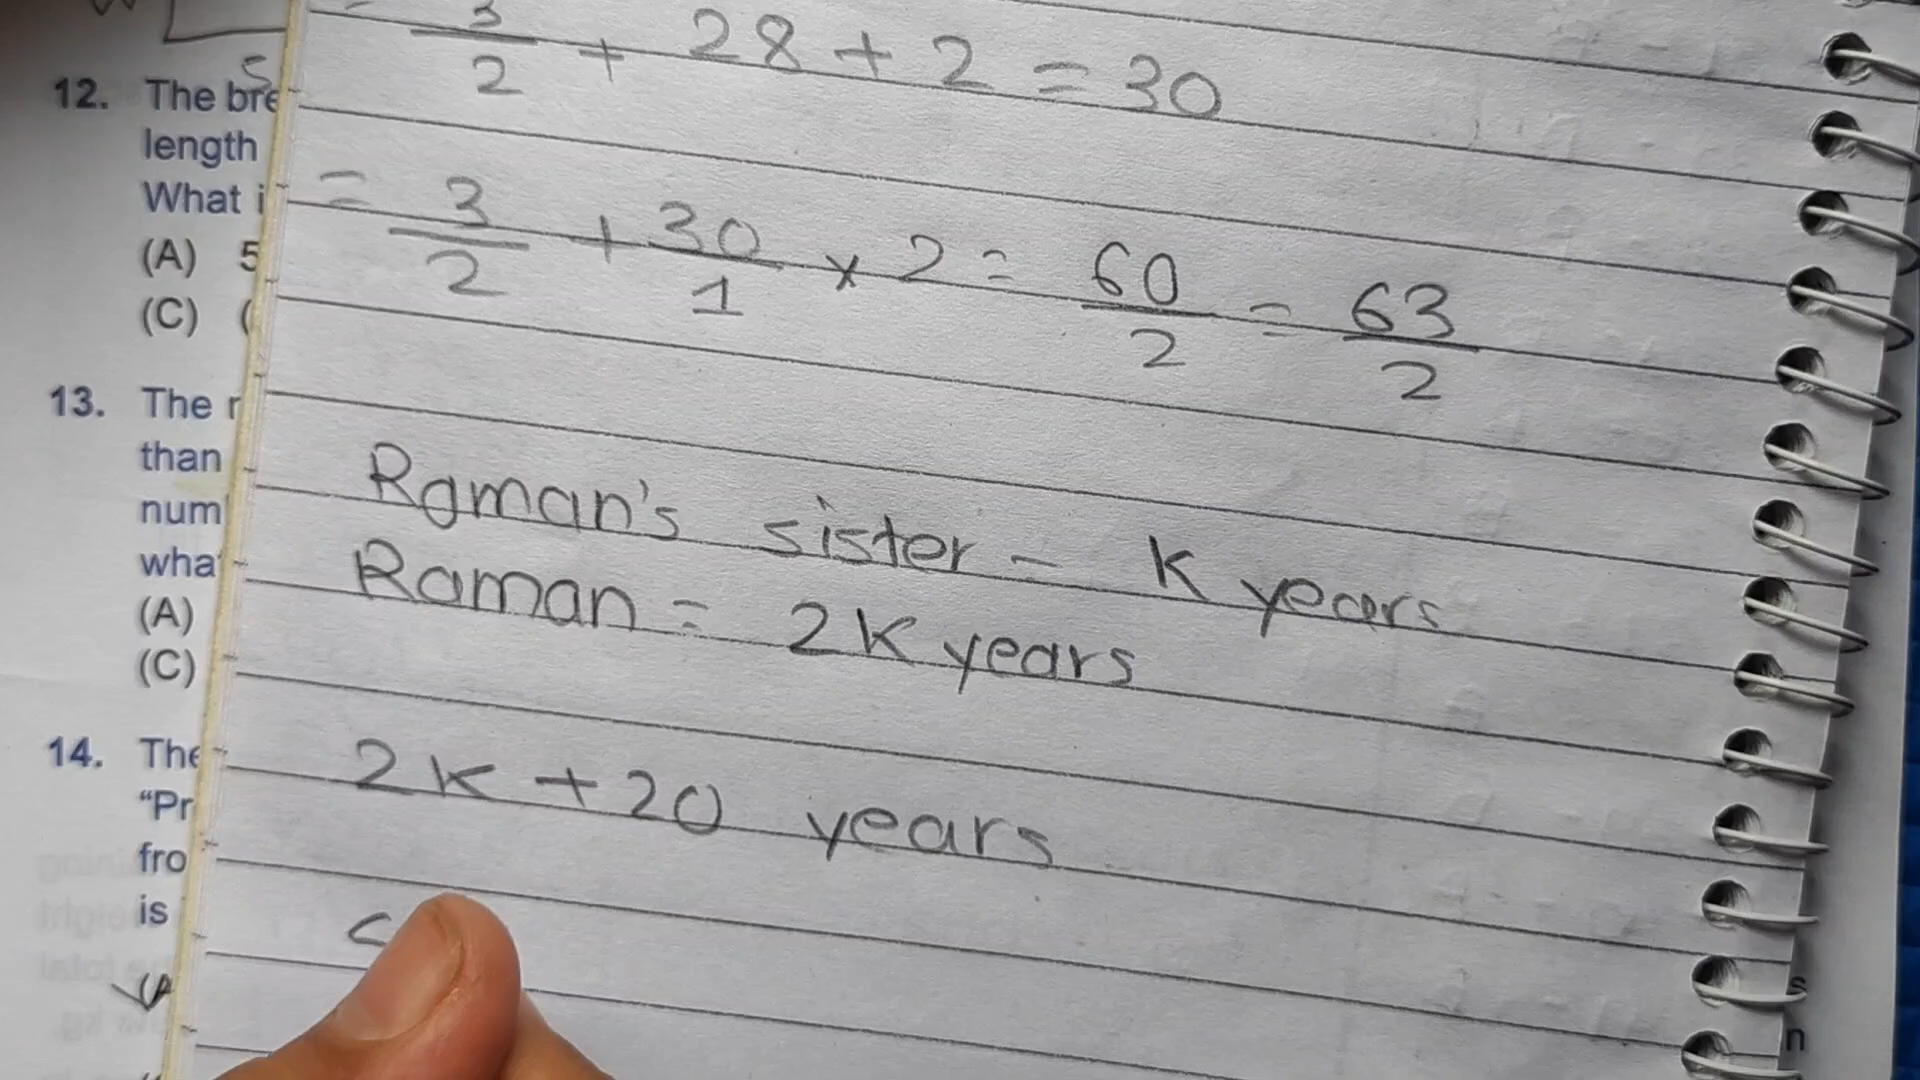 3/2 + 28 + 2 = 30
12. The bre
length
What i
= 3/2 + 30/1 x 2 = 60/2 = 63/2
(A) 5
(C) (
13. The r
than
num
wha
(A)
(C)
Raman's sister - K years
Raman = 2K years
14. The
"Pr
fro
is
2K + 20 years